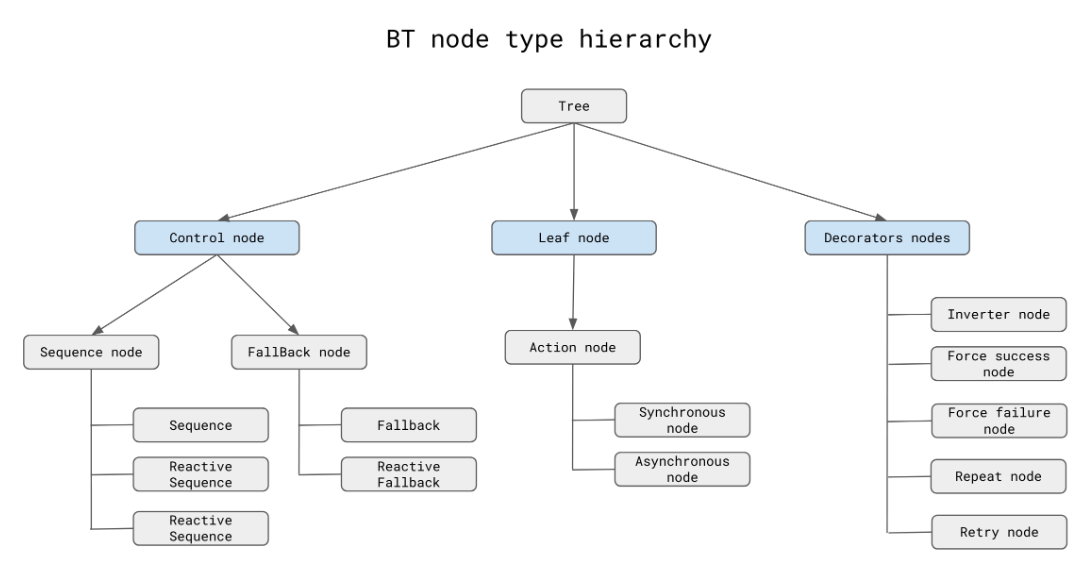 BT node type hierarchy
Tree
Control node
Leaf node
Decorators nodes
Sequence node
FallBack node
Action node
Inverter node
Force success
node
Sequence
Fallback
Synchronous
node
Force failure
node
Reactive
Sequence
Reactive
Fallback
Asynchronous
node
Repeat node
Reactive
Sequence
Retry node